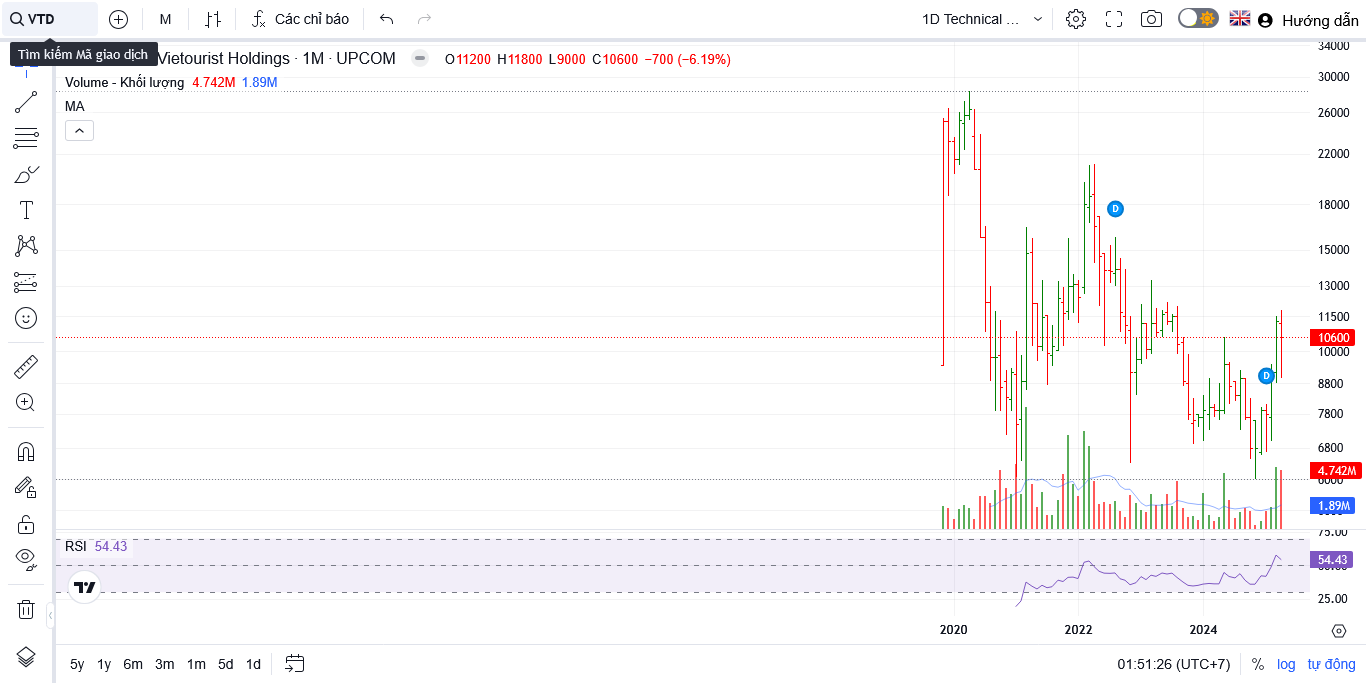 VTD
M
Các chỉ báo
1D Technical ...
Hướng dẫn
Tìm kiếm Mã giao dịch
Vietourist Holdings · 1M · UPCOM
O11200 H11800 L9000 C10600 −700 (−6.19%)
Volume - Khối lượng 4.742M 1.89M
MA
34000
30000
26000
22000
18000
15000
13000
11500
10600
10000
8800
7800
6800
4.742M
6000
1.89M
D
D
RSI 54.43
75.00
54.43
50.00
25.00
2020 2022 2024
5y 1y 6m 3m 1m 5d 1d
01:51:26 (UTC+7) % log tự động